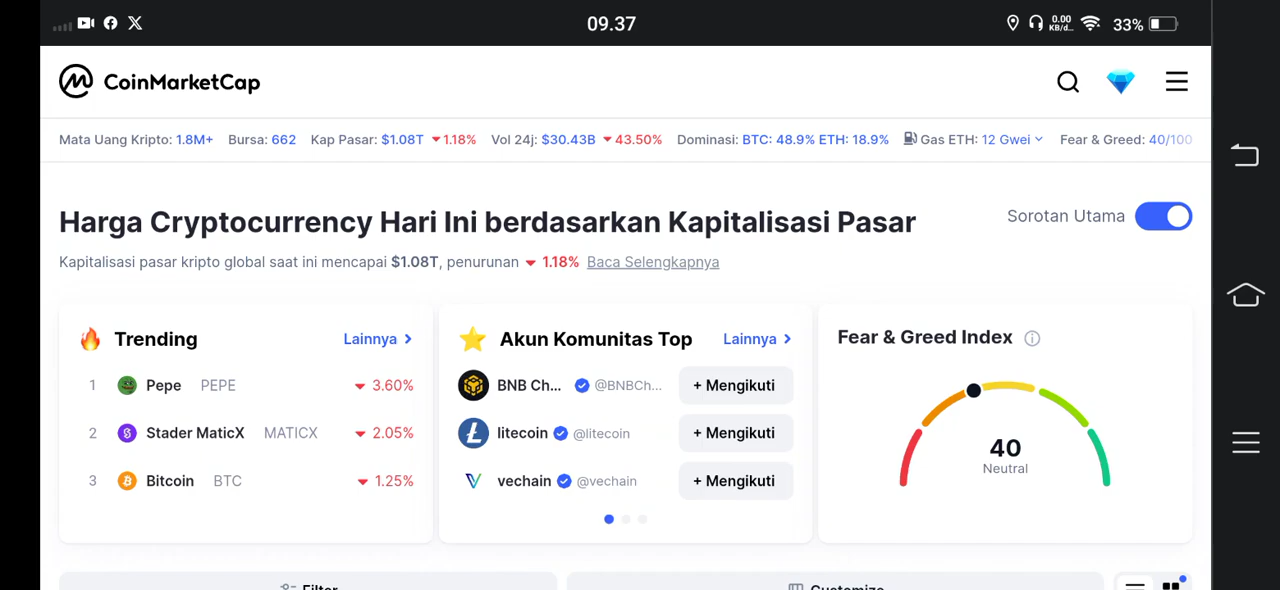 09.37
0.00
KB/d...
33%
CoinMarketCap
Mata Uang Kripto: 1.8M+ Bursa: 662 Kap Pasar: $1.08T 1.18% Vol 24j: $30.43B 43.50% Dominasi: BTC: 48.9% ETH: 18.9% Gas ETH: 12 Gwei Fear & Greed: 40/100
Harga Cryptocurrency Hari Ini berdasarkan Kapitalisasi Pasar
Sorotan Utama
Kapitalisasi pasar kripto global saat ini mencapai $1.08T, penurunan 1.18% Baca Selengkapnya
Trending Lainnya
1 Pepe PEPE 3.60%
2 Stader MaticX MATICX 2.05%
3 Bitcoin BTC 1.25%
Akun Komunitas Top Lainnya
BNB Ch... @BNBCh... + Mengikuti
litecoin @litecoin + Mengikuti
vechain @vechain + Mengikuti
Fear & Greed Index
40
Neutral
Filter
Customize